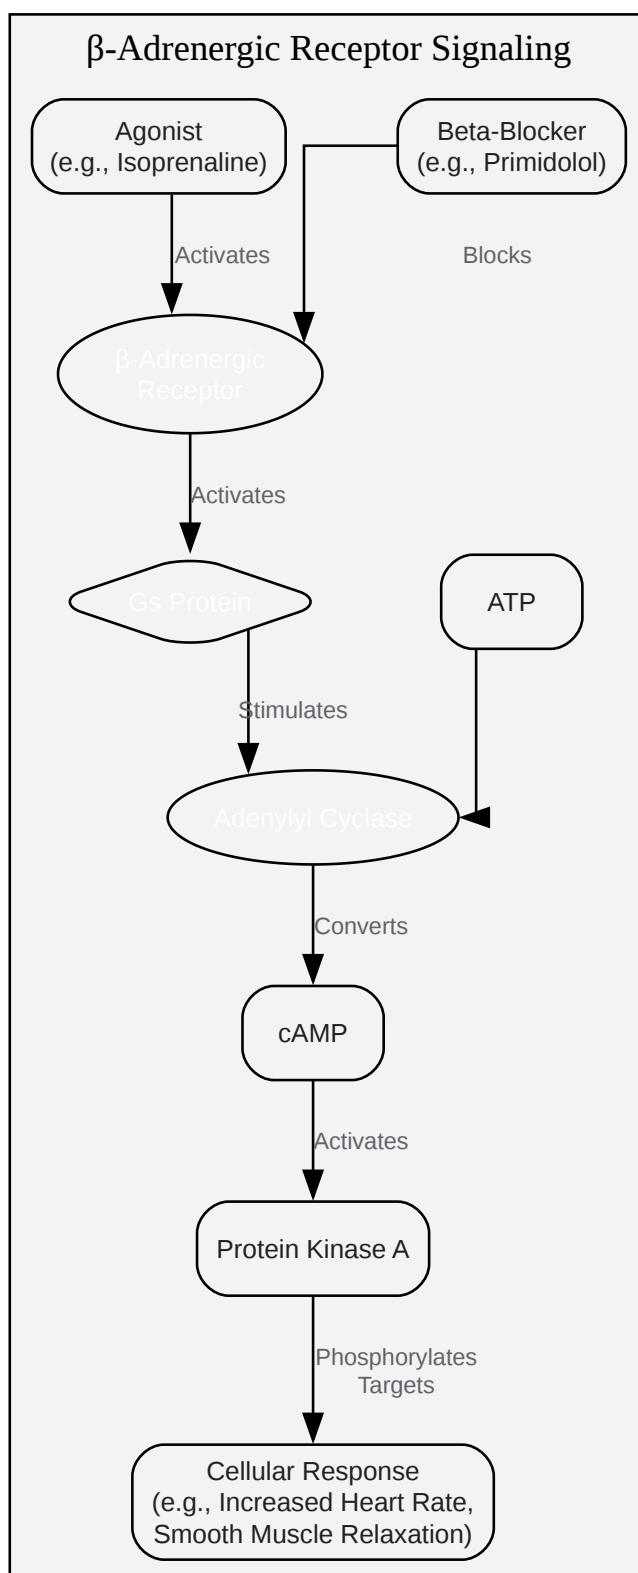 β-Adrenergic Receptor Signaling
Agonist
(e.g., Isoprenaline)
Beta-Blocker
(e.g., Primidolol)
Activates
Blocks
β-Adrenergic
Receptor
Activates
Gs Protein
ATP
Stimulates
Adenylyl Cyclase
Converts
cAMP
Activates
Protein Kinase A
Phosphorylates
Targets
Cellular Response
(e.g., Increased Heart Rate,
Smooth Muscle Relaxation)